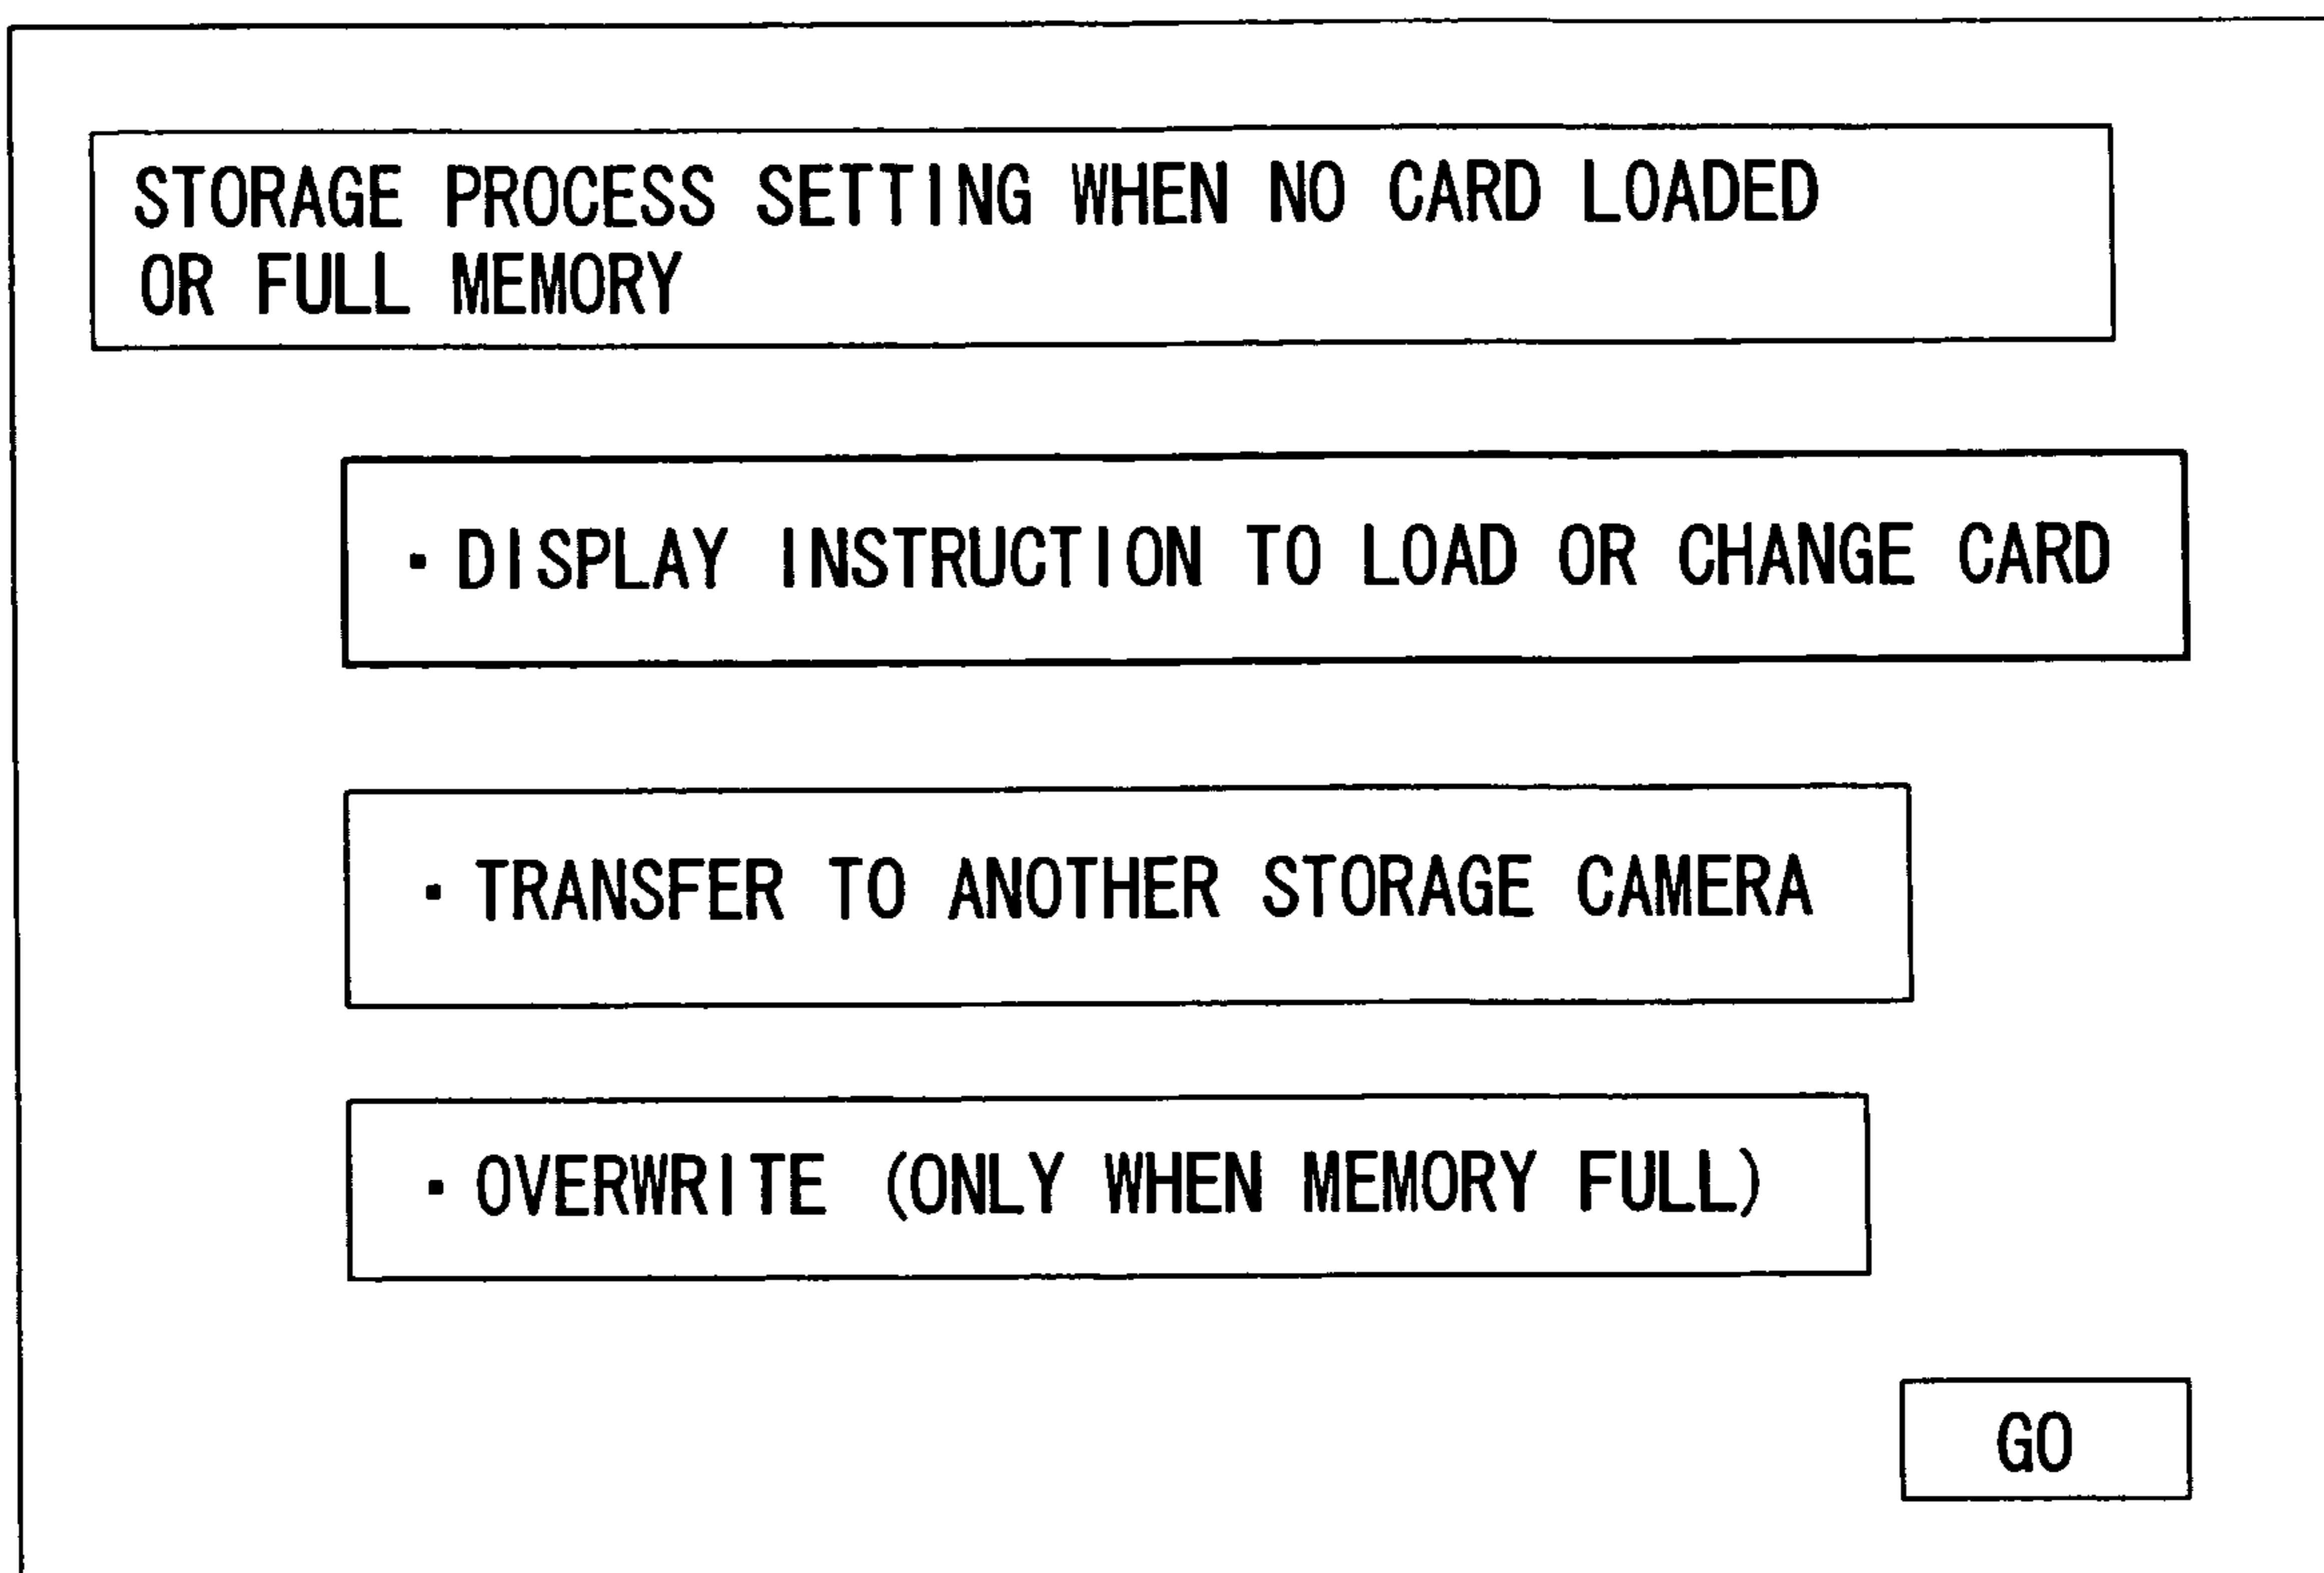 STORAGE PROCESS SETTING WHEN NO CARD LOADED
OR FULL MEMORY
・DISPLAY INSTRUCTION TO LOAD OR CHANGE CARD
・TRANSFER TO ANOTHER STORAGE CAMERA
・OVERWRITE (ONLY WHEN MEMORY FULL)
GO